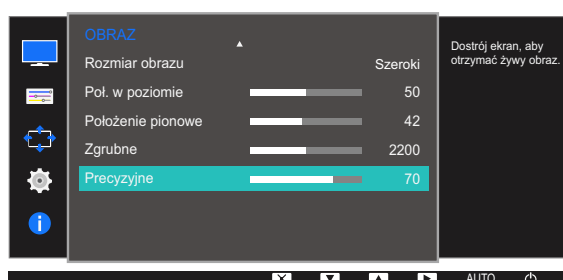 OBRAZ
Rozmiar obrazu Szeroki
Poł. w poziomie 50
Położenie pionowe 42
Zgrubne 2200
Precyzyjne 70
Dostrój ekran, aby
otrzymać żywy obraz.
AUTO